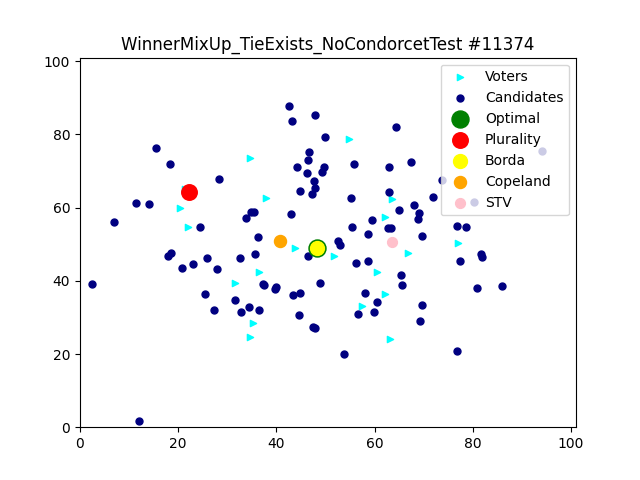 WinnerMixUp_TieExists_NoCondorcetTest #11374
Voters
Candidates
Optimal
Plurality
Borda
Copeland
STV
100
80
60
40
20
0
0 20 40 60 80 100